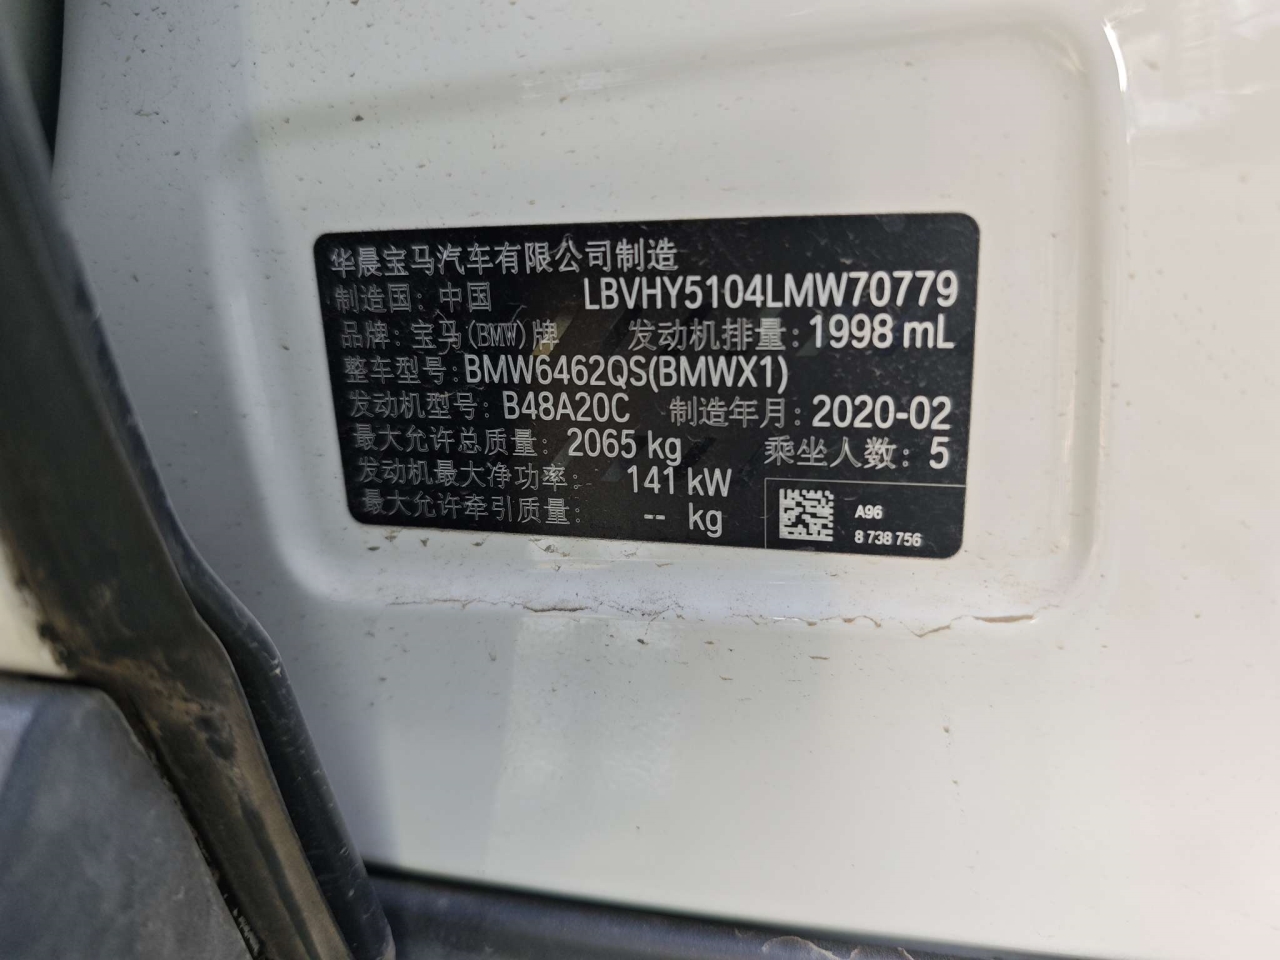 华晨宝马汽车有限公司制造
制造国：中国 LBVHY5104LMW70779
品牌：宝马(BMW)牌 发动机排量：1998 mL
整车型号：BMW6462QS(BMWX1)
发动机型号：B48A20C 制造年月：2020-02
最大允许总质量：2065 kg 乘坐人数：5
发动机最大净功率：141 kW
最大允许牵引质量：-- kg
A96
8 738 756